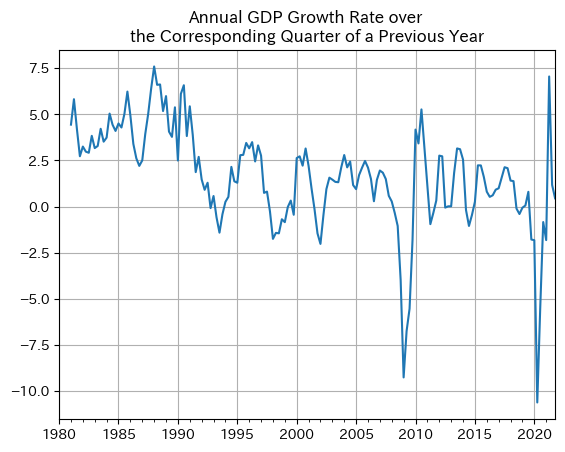 Annual GDP Growth Rate over
the Corresponding Quarter of a Previous Year
7.5
5.0
2.5
0.0
−2.5
−5.0
−7.5
−10.0
1980 1985 1990 1995 2000 2005 2010 2015 2020